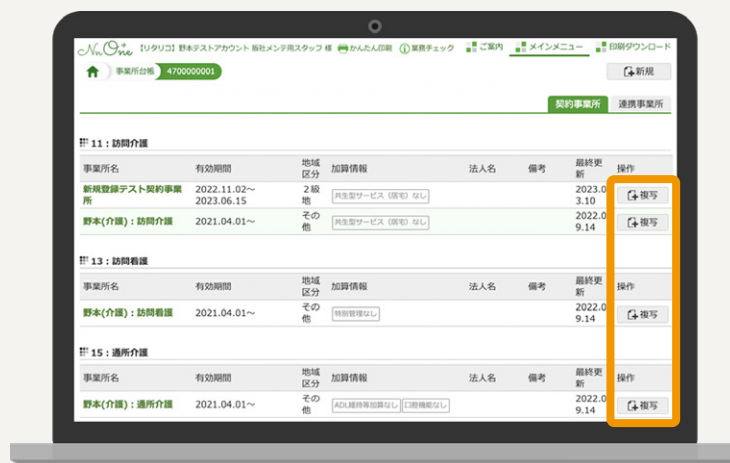 NnOne 【リタリコ】野本テストアカウント 販社メンテ用スタッフ 様 かんたん印刷 業務チェック ご案内 メインメニュー 印刷ダウンロード
事業所台帳 4700000001 新規
契約事業所 連携事業所
11：訪問介護
事業所名 有効期間 地域区分 加算情報 法人名 備考 最終更新 操作
新規登録テスト契約事業所 2022.11.02～2023.06.15 2級地 共生型サービス（居宅）なし 2023.03.10 複写
野本(介護)：訪問介護 2021.04.01～ その他 共生型サービス（居宅）なし 2022.09.14 複写
13：訪問看護
事業所名 有効期間 地域区分 加算情報 法人名 備考 最終更新 操作
野本(介護)：訪問看護 2021.04.01～ その他 特別管理なし 2022.09.14 複写
15：通所介護
事業所名 有効期間 地域区分 加算情報 法人名 備考 最終更新 操作
野本(介護)：通所介護 2021.04.01～ その他 ADL維持等加算なし 口腔機能なし 2022.09.14 複写